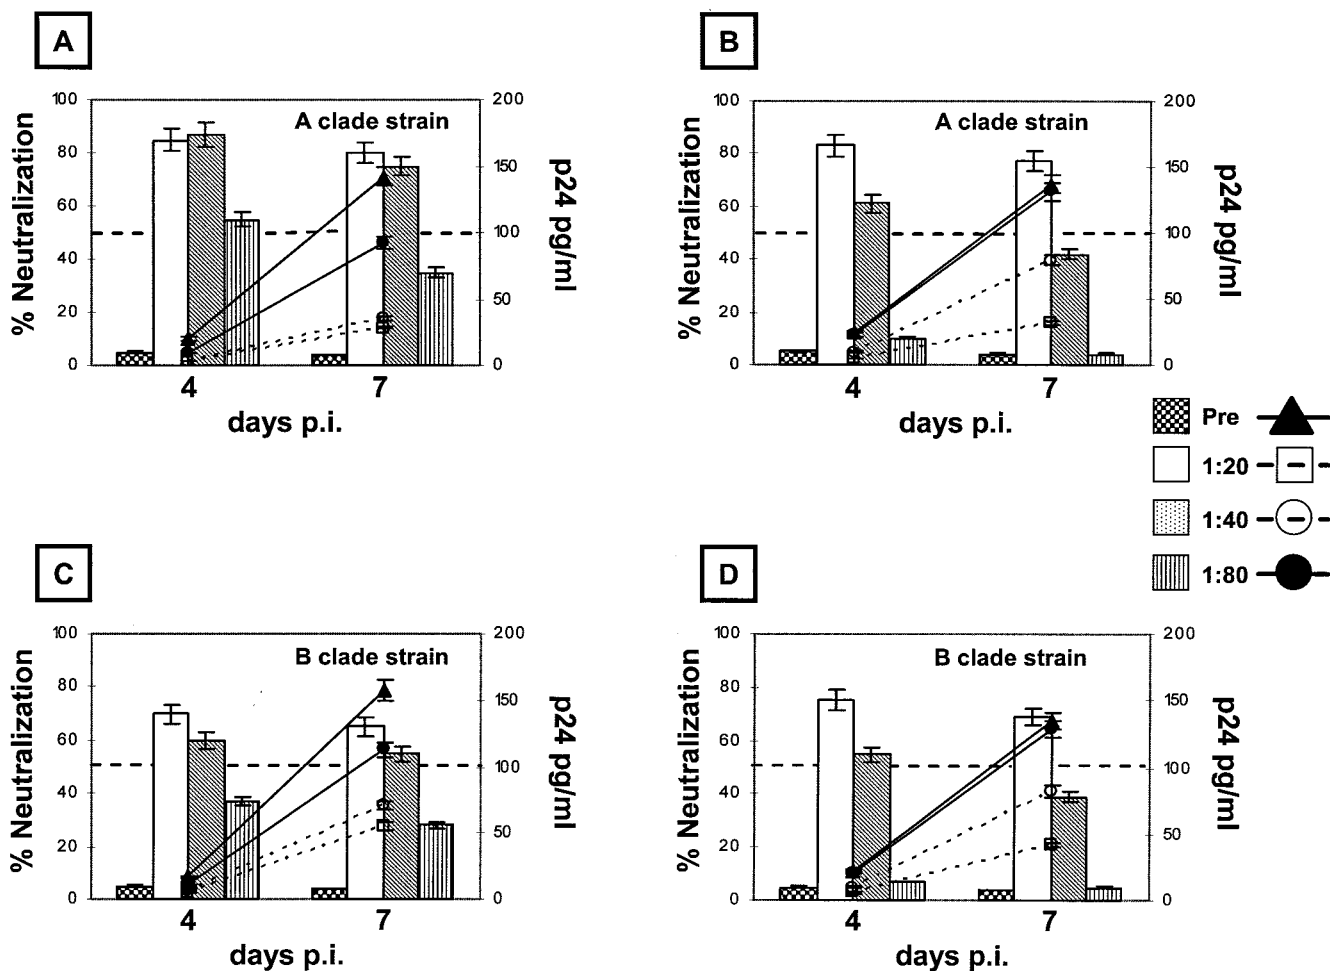 A
A clade strain
% Neutralization
100
80
60
40
20
0
200
150
100
50
0
p24 pg/ml
4
7
days p.i.
B
A clade strain
% Neutralization
100
80
60
40
20
0
200
150
100
50
0
p24 pg/ml
4
7
days p.i.
Pre
1:20
1:40
1:80
C
B clade strain
% Neutralization
100
80
60
40
20
0
200
150
100
50
0
p24 pg/ml
4
7
days p.i.
D
B clade strain
% Neutralization
100
80
60
40
20
0
200
150
100
50
0
p24 pg/ml
4
7
days p.i.